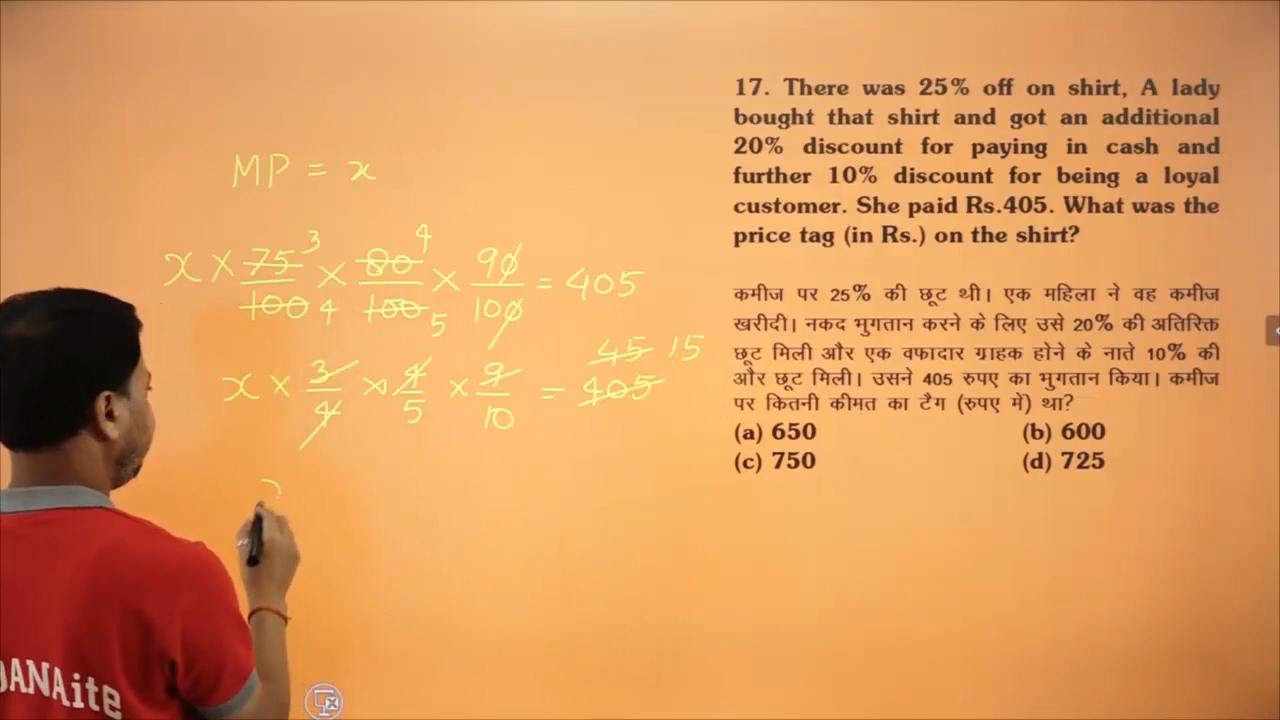 MP = x
x × 75/100 × 80/100 × 90/100 = 405
3 4
4 5
x × 3/4 × 4/5 × 9/10 = 405
45 15
17. There was 25% off on shirt, A lady
bought that shirt and got an additional
20% discount for paying in cash and
further 10% discount for being a loyal
customer. She paid Rs.405. What was the
price tag (in Rs.) on the shirt?
कमीज पर 25% की छूट थी। एक महिला ने वह कमीज
खरीदी। नकद भुगतान करने के लिए उसे 20% की अतिरिक्त
छूट मिली और एक वफादार ग्राहक होने के नाते 10% की
और छूट मिली। उसने 405 रुपए का भुगतान किया। कमीज
पर कितनी कीमत का टैग (रुपए में) था?
(a) 650 (b) 600
(c) 750 (d) 725